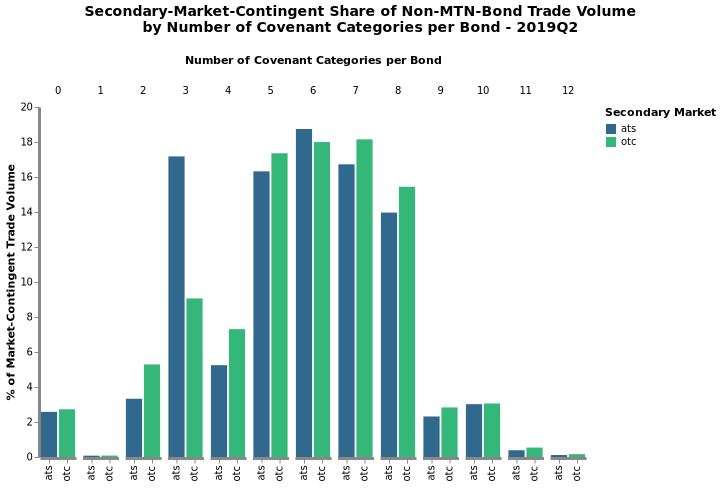 Secondary-Market-Contingent Share of Non-MTN-Bond Trade Volume
by Number of Covenant Categories per Bond - 2019Q2
Number of Covenant Categories per Bond
0 1 2 3 4 5 6 7 8 9 10 11 12
Secondary Market
ats
otc
% of Market-Contingent Trade Volume
20
18
16
14
12
10
8
6
4
2
0
ats otc ats otc ats otc ats otc ats otc ats otc ats otc ats otc ats otc ats otc ats otc ats otc ats otc